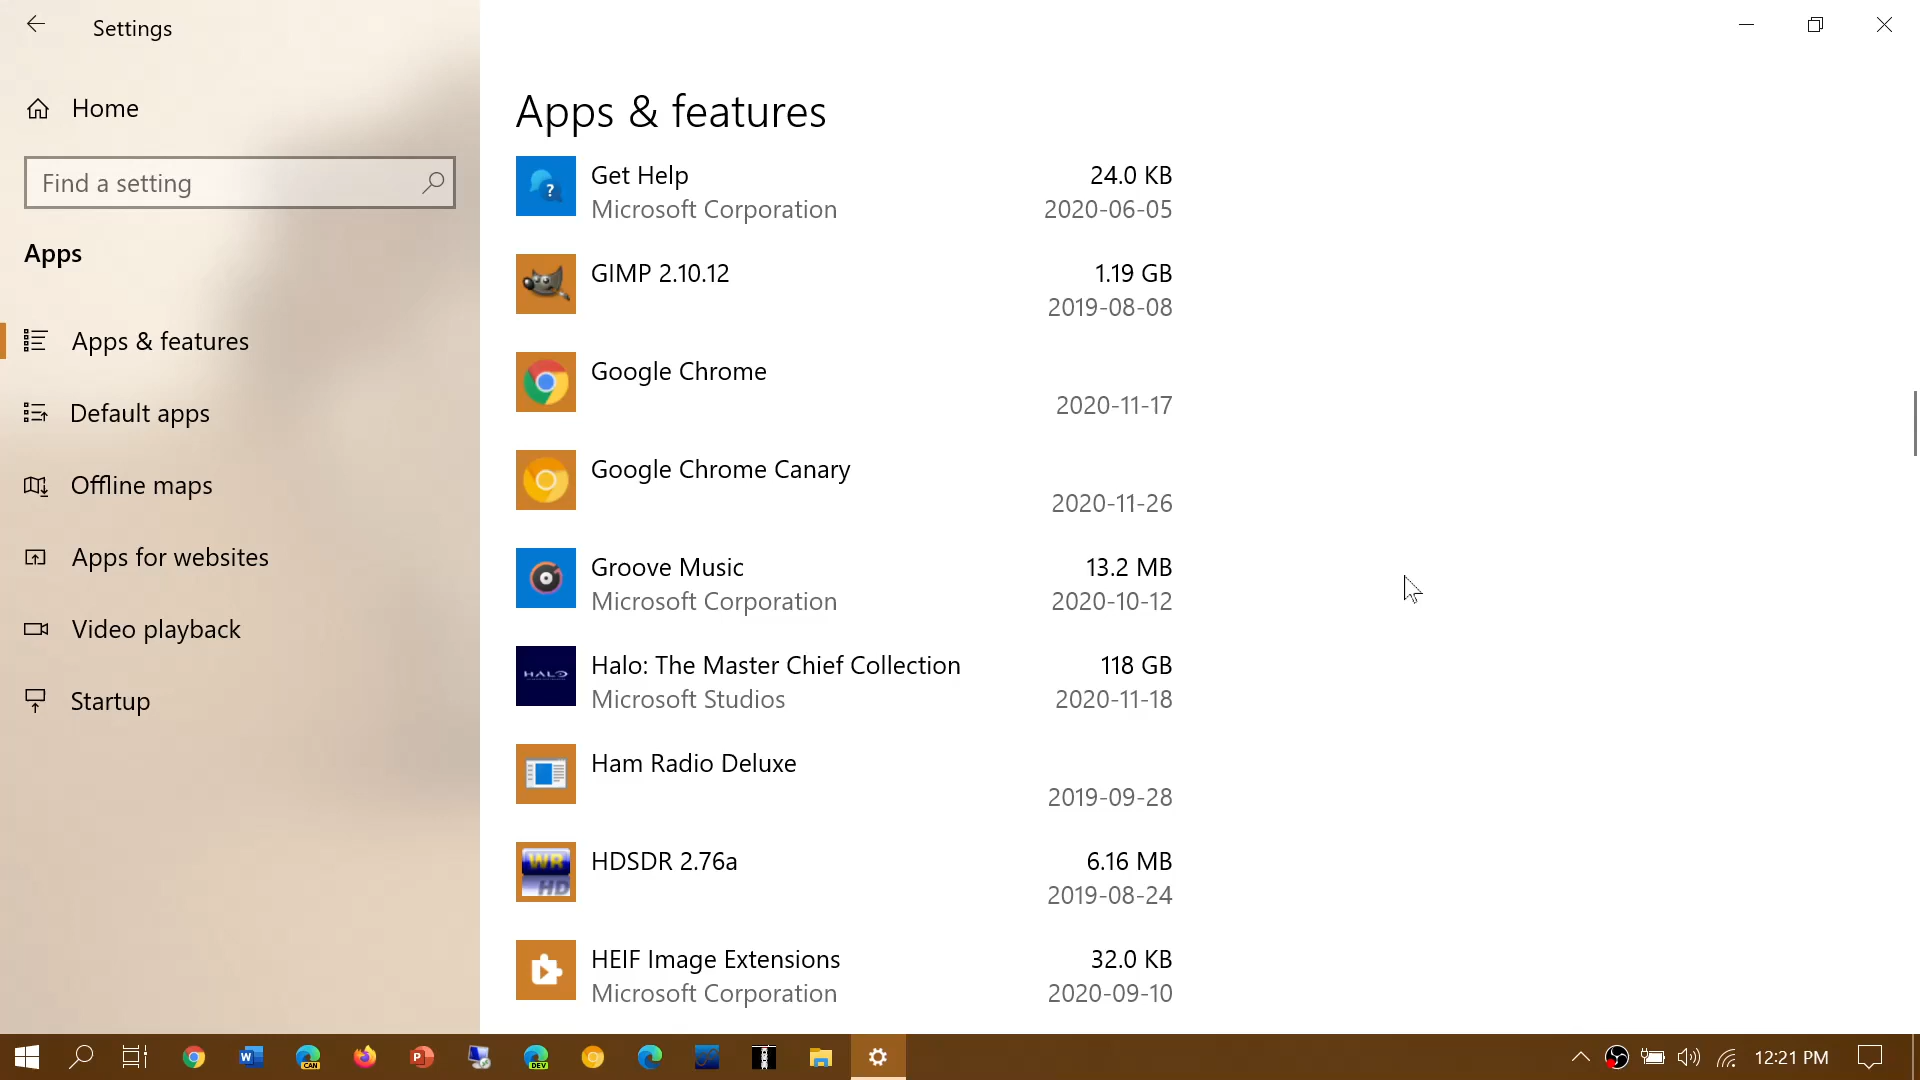 Settings
Home
Find a setting
Apps
Apps & features
Default apps
Offline maps
Apps for websites
Video playback
Startup
Apps & features
Get Help 24.0 KB
Microsoft Corporation 2020-06-05
GIMP 2.10.12 1.19 GB
2019-08-08
Google Chrome
2020-11-17
Google Chrome Canary
2020-11-26
Groove Music 13.2 MB
Microsoft Corporation 2020-10-12
HALO
Halo: The Master Chief Collection 118 GB
Microsoft Studios 2020-11-18
Ham Radio Deluxe
2019-09-28
WR
HD
HDSDR 2.76a 6.16 MB
2019-08-24
HEIF Image Extensions 32.0 KB
Microsoft Corporation 2020-09-10
W CAN P DEV 12:21 PM